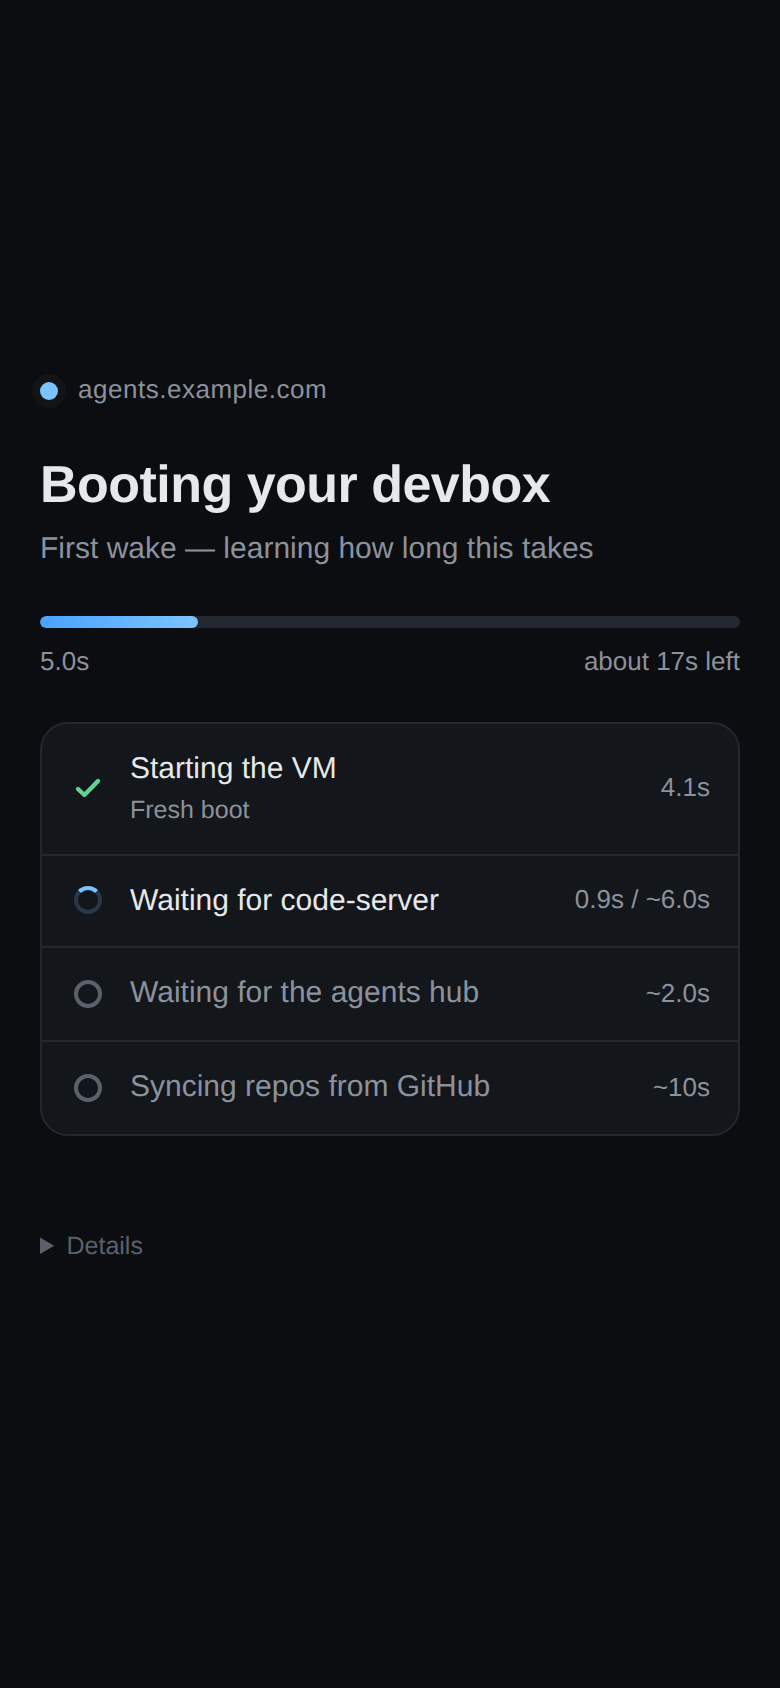 agents.example.com
Booting your devbox
First wake — learning how long this takes
5.0s about 17s left
Starting the VM
Fresh boot
4.1s
Waiting for code-server 0.9s / ~6.0s
Waiting for the agents hub ~2.0s
Syncing repos from GitHub ~10s
Details